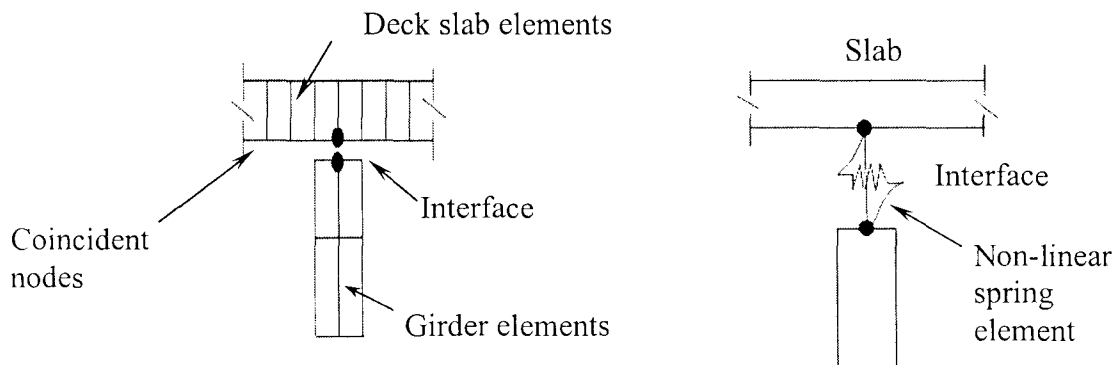 Deck slab elements
Slab
Interface
Interface
Coincident
nodes
Non-linear
spring
element
Girder elements